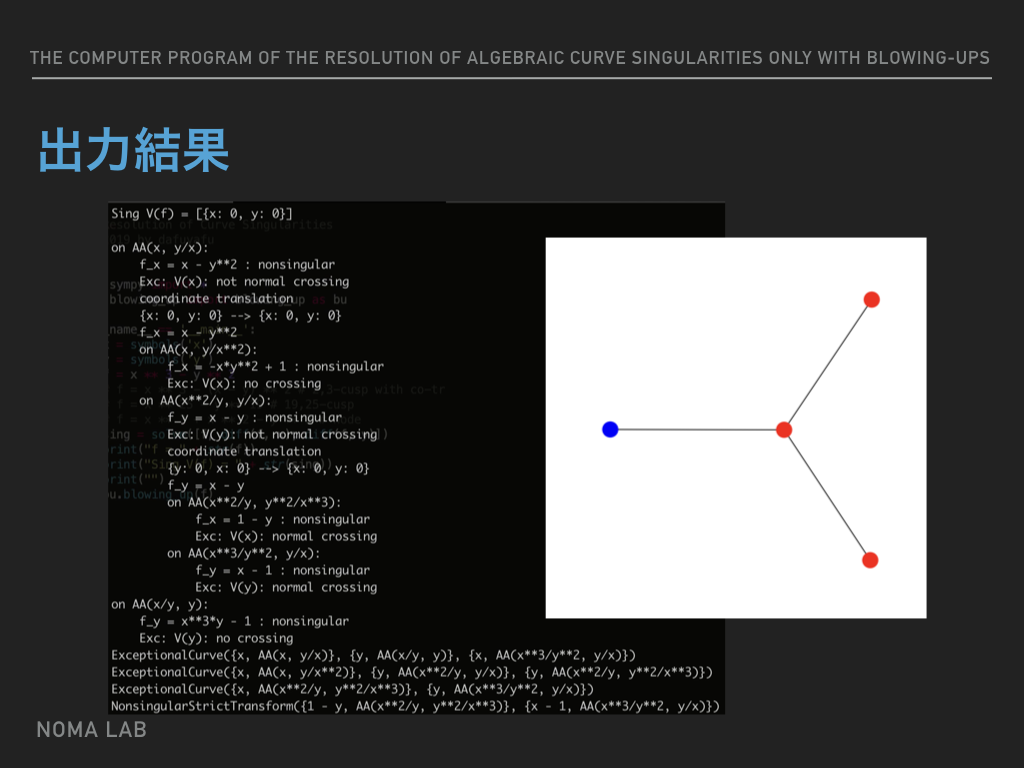 THE COMPUTER PROGRAM OF THE RESOLUTION OF ALGEBRAIC CURVE SINGULARITIES ONLY WITH BLOWING-UPS
出力結果
Sing V(f) = [{x: 0, y: 0}]
on AA(x, y/x):
f_x = x - y**2 : nonsingular
Exc: V(x): not normal crossing
coordinate translation
{x: 0, y: 0} --> {x: 0, y: 0}
f_x = x - y**2
on AA(x, y/x**2):
f_x = -x*y**2 + 1 : nonsingular
Exc: V(x): no crossing
on AA(x**2/y, y/x):
f_y = x - y : nonsingular
Exc: V(y): not normal crossing
coordinate translation
{y: 0, x: 0} --> {x: 0, y: 0}
f_y = x - y
on AA(x**2/y, y**2/x**3):
f_x = 1 - y : nonsingular
Exc: V(x): normal crossing
on AA(x**3/y**2, y/x):
f_y = x - 1 : nonsingular
Exc: V(y): normal crossing
on AA(x/y, y):
f_y = x**3*y - 1 : nonsingular
Exc: V(y): no crossing
ExceptionalCurve({x, AA(x, y/x)}, {y, AA(x/y, y)}, {x, AA(x**3/y**2, y/x)})
ExceptionalCurve({x, AA(x, y/x**2)}, {y, AA(x**2/y, y/x)}, {y, AA(x**2/y, y**2/x**3)})
ExceptionalCurve({x, AA(x**2/y, y**2/x**3)}, {y, AA(x**3/y**2, y/x)})
NonsingularStrictTransform({1 - y, AA(x**2/y, y**2/x**3)}, {x - 1, AA(x**3/y**2, y/x)})
NOMA LAB